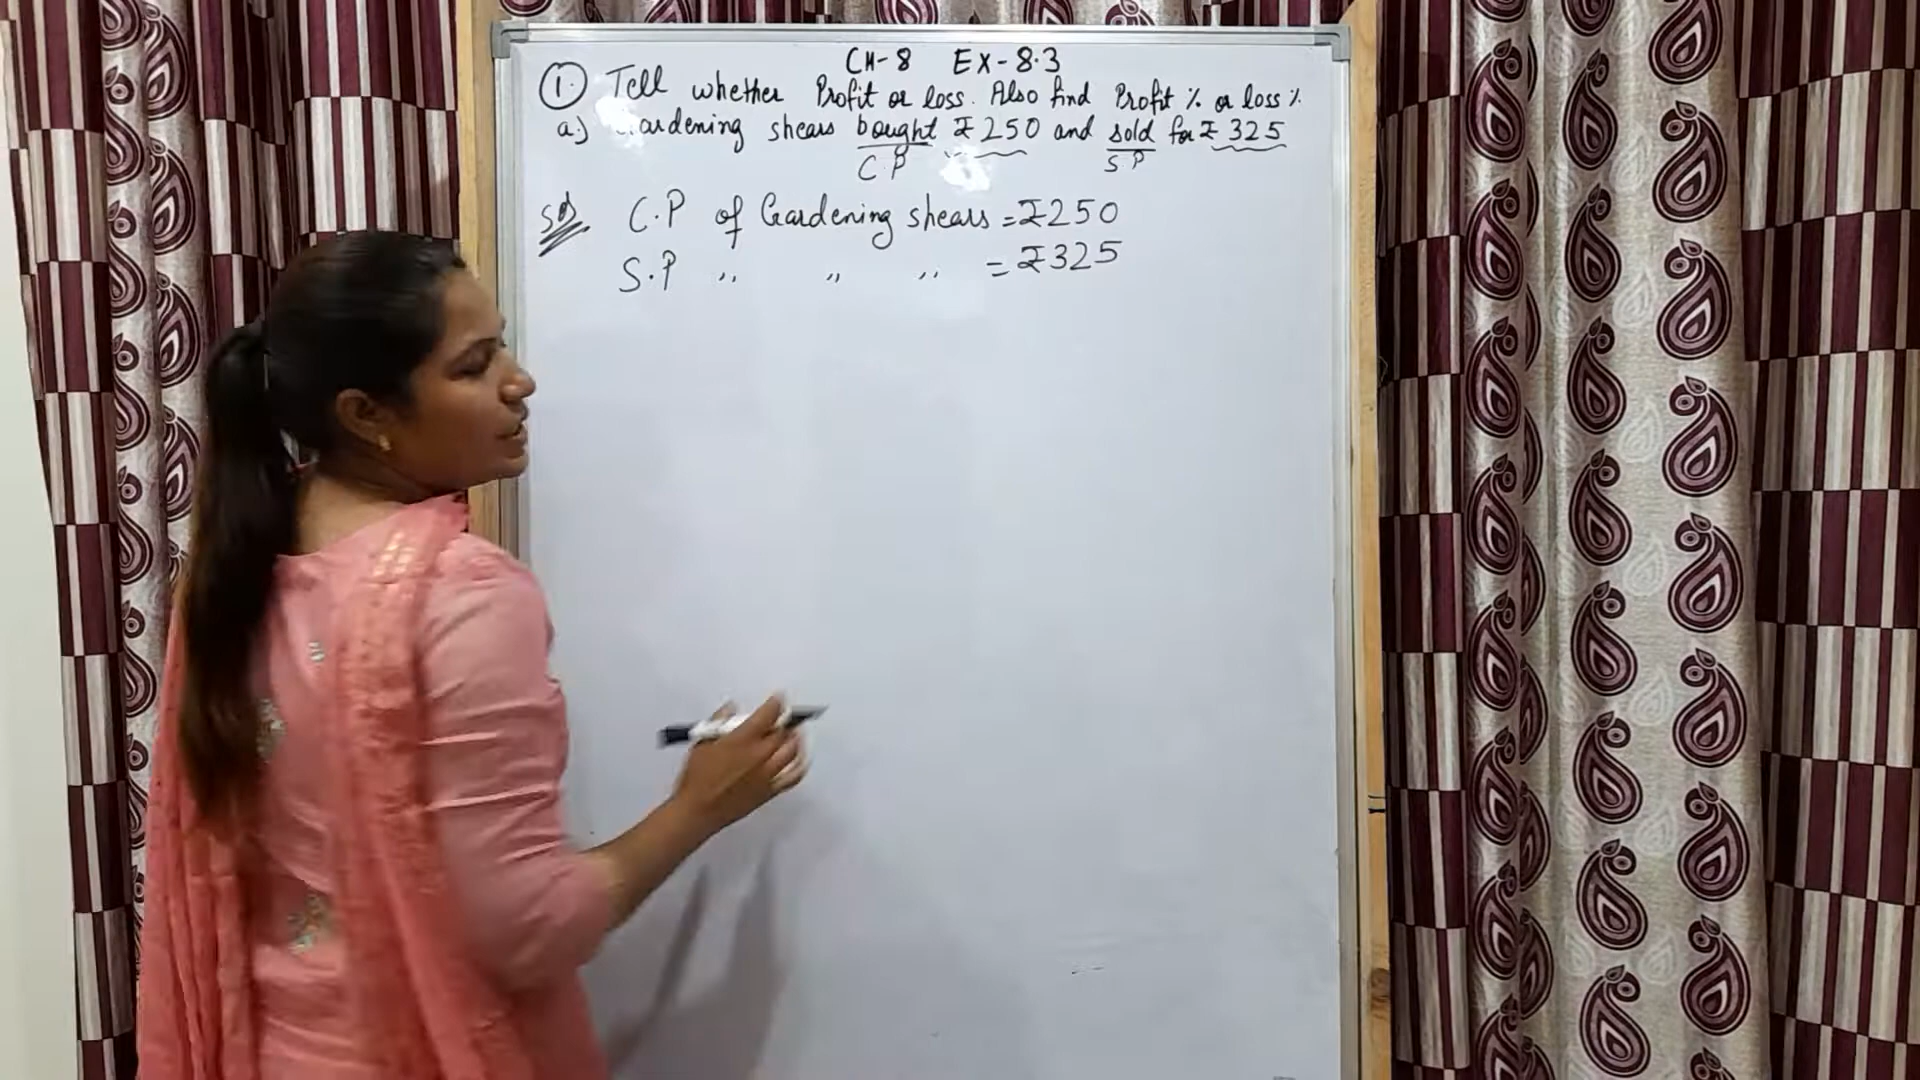 CH-8 EX-8.3
1. Tell whether Profit or loss. Also find Profit % or loss %.
a.) Gardening shears bought ₹ 250 and sold for ₹ 325
C P S P
Sol C.P of Gardening shears = ₹250
S.P ,, ,, ,, = ₹325